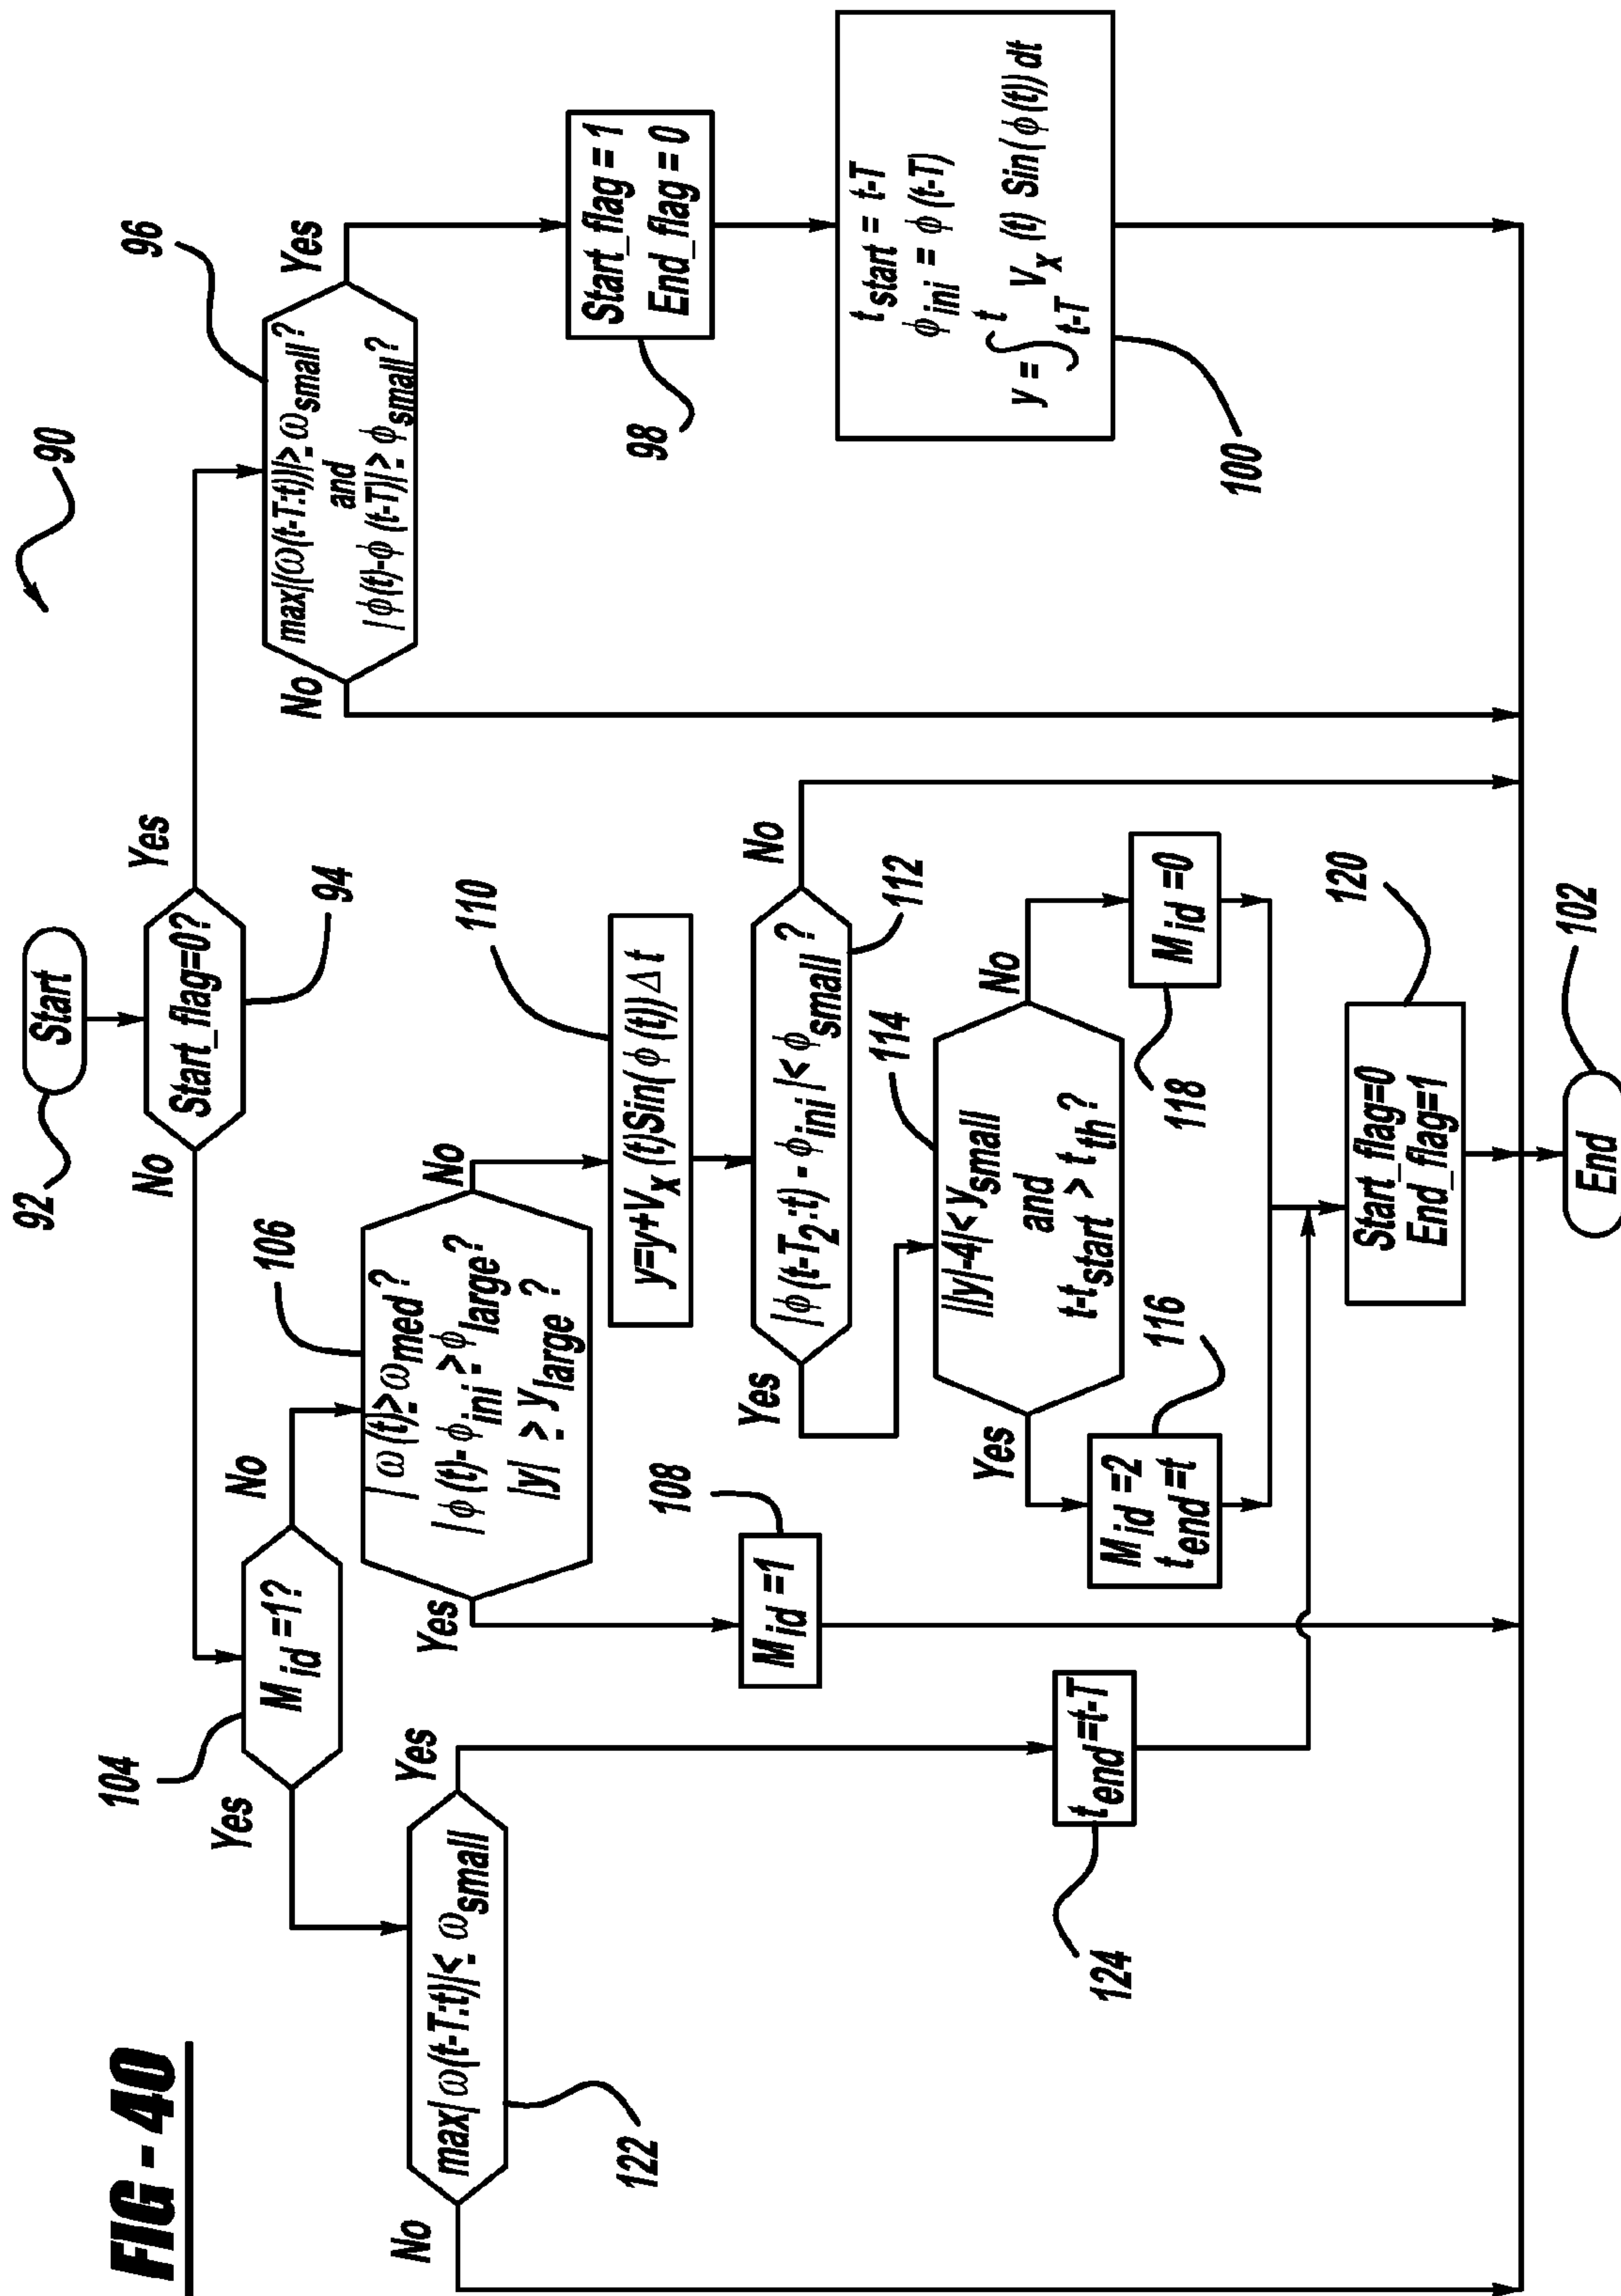 FIG - 40
90
92
Start
Start_flag=0?
94
No
Yes
96
max|(ω(t-T:t))|≥ωsmall?
and
|ϕ(t)-ϕ(t-T)|≥ϕsmall?
No
Yes
98
Start_flag = 1
End_flag = 0
100
tstart = t-T
ϕini = ϕ(t-T)
y = ∫t-T t Vx(t) Sin(ϕ(t)) dt
104
Mid=1?
Yes
No
122
max|ω(t-T:t)|≤ωsmall
No
Yes
124
tend=t-T
106
|ω(t)≥ωmed?
|ϕ(t)-ϕini≥ϕlarge?
|y|≥ylarge?
Yes
No
108
Mid=1
110
y=y+Vx(t)Sin(ϕ(t))Δt
112
|ϕ(t-T2:t)-ϕini|<ϕsmall?
Yes
No
114
||y|-4|<ysmall
and
t-tstart>tth?
Yes
No
116
Mid=2
tend=t
118
Mid=0
120
Start_flag=0
End_flag=1
102
End